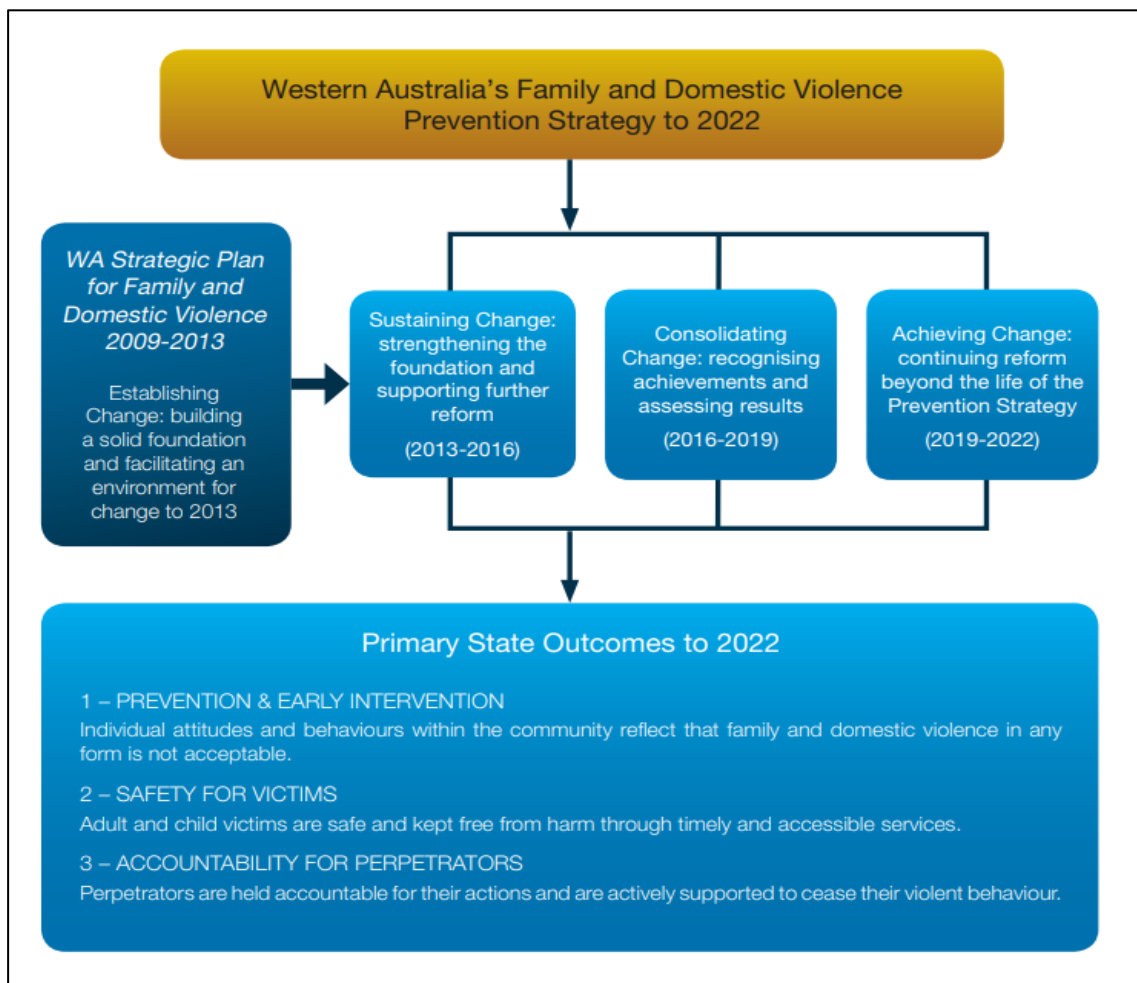 Western Australia's Family and Domestic Violence
Prevention Strategy to 2022
WA Strategic Plan
for Family and
Domestic Violence
2009-2013
Establishing
Change: building
a solid foundation
and facilitating an
environment for
change to 2013
Sustaining Change:
strengthening the
foundation and
supporting further
reform
(2013-2016)
Consolidating
Change: recognising
achievements and
assessing results
(2016-2019)
Achieving Change:
continuing reform
beyond the life of the
Prevention Strategy
(2019-2022)
Primary State Outcomes to 2022
1 – PREVENTION & EARLY INTERVENTION
Individual attitudes and behaviours within the community reflect that family and domestic violence in any
form is not acceptable.
2 – SAFETY FOR VICTIMS
Adult and child victims are safe and kept free from harm through timely and accessible services.
3 – ACCOUNTABILITY FOR PERPETRATORS
Perpetrators are held accountable for their actions and are actively supported to cease their violent behaviour.